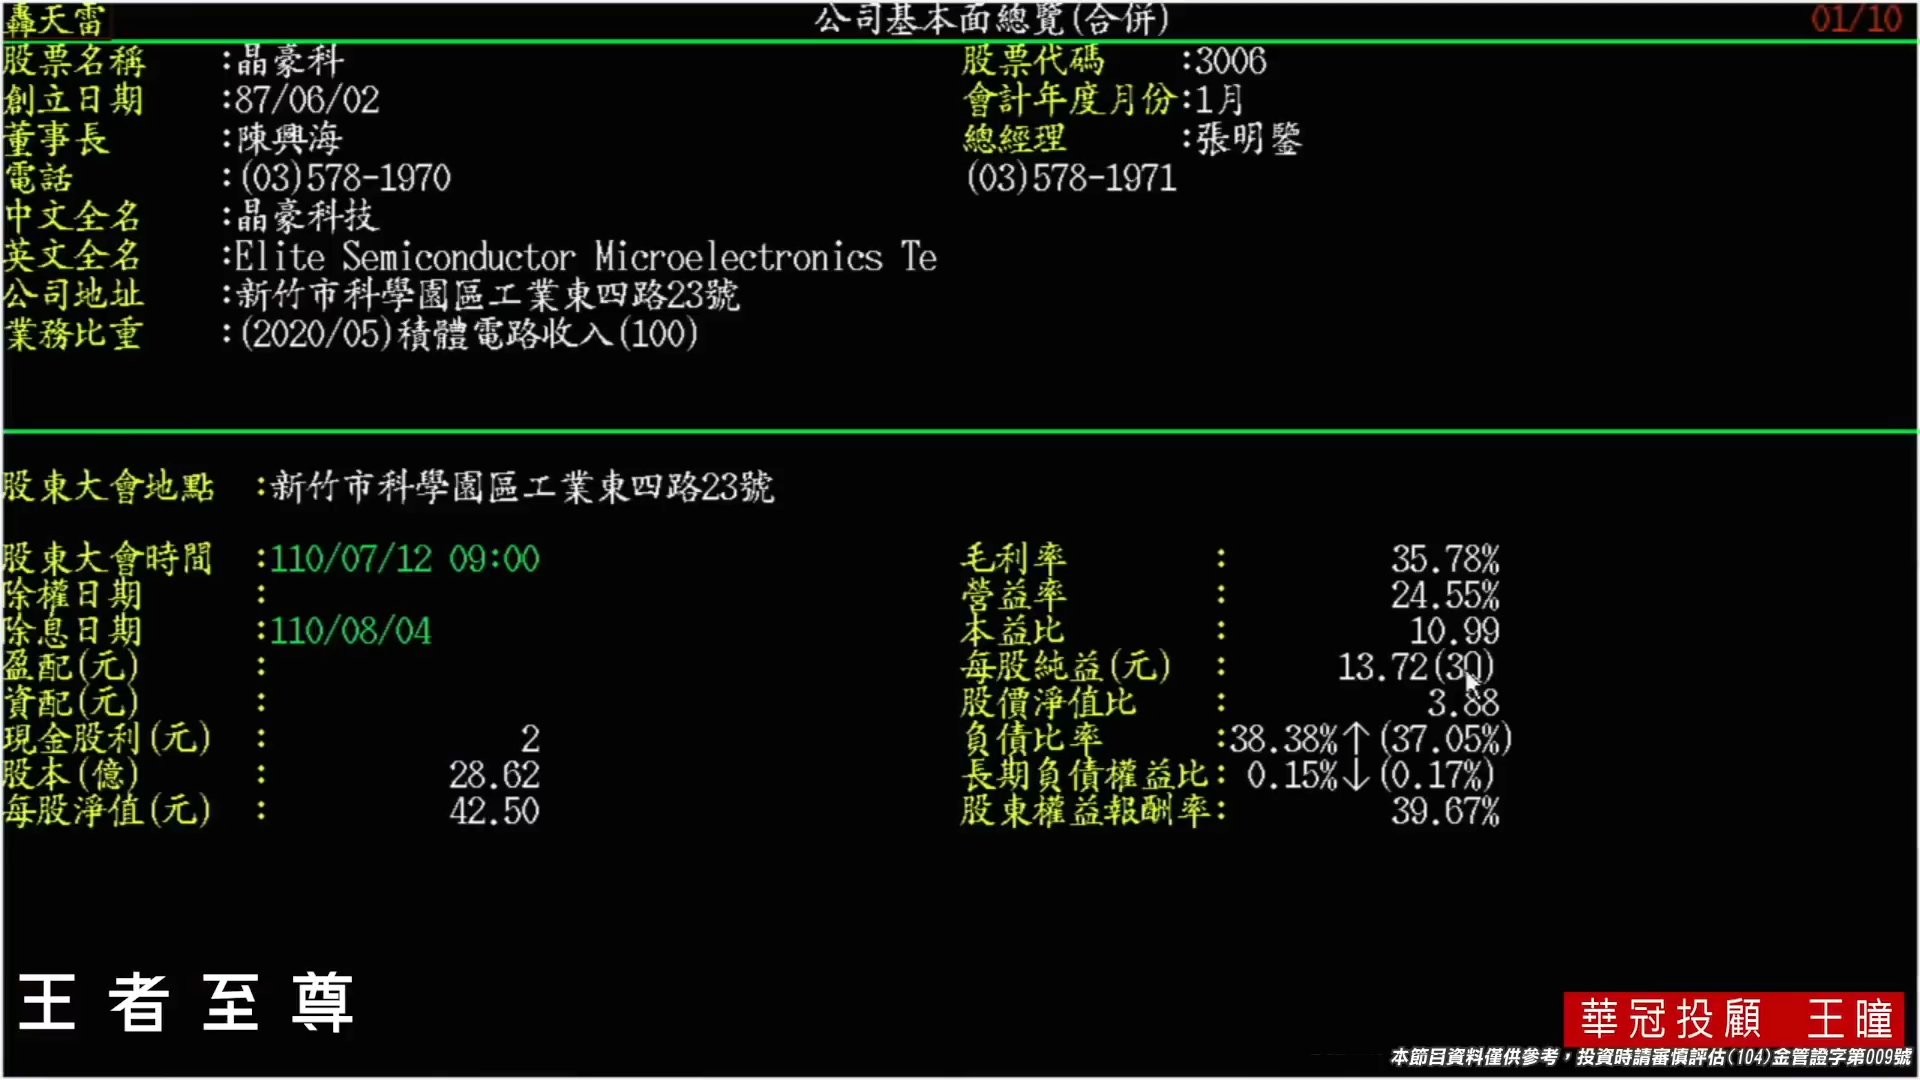 轟天雷 公司基本面總覽(合併) 01/10
股票名稱 :晶豪科 股票代碼 :3006
創立日期 :87/06/02 會計年度月份:1月
董事長 :陳興海 總經理 :張明鑒
電話 :(03)578-1970 (03)578-1971
中文全名 :晶豪科技
英文全名 :Elite Semiconductor Microelectronics Te
公司地址 :新竹市科學園區工業東四路23號
業務比重 :(2020/05)積體電路收入(100)
股東大會地點 :新竹市科學園區工業東四路23號
股東大會時間 :110/07/12 09:00 毛利率 : 35.78%
除權日期 : 營益率 : 24.55%
除息日期 :110/08/04 本益比 : 10.99
盈配(元) : 每股純益(元) : 13.72(3Q)
資配(元) : 股價淨值比 : 3.88
現金股利(元) : 2 負債比率 :38.38%↑(37.05%)
股本(億) : 28.62 長期負債權益比: 0.15%↓(0.17%)
每股淨值(元) : 42.50 股東權益報酬率: 39.67%
王者至尊
華冠投顧 王曈
本節目資料僅供參考，投資時請審慎評估(104)金管證字第009號